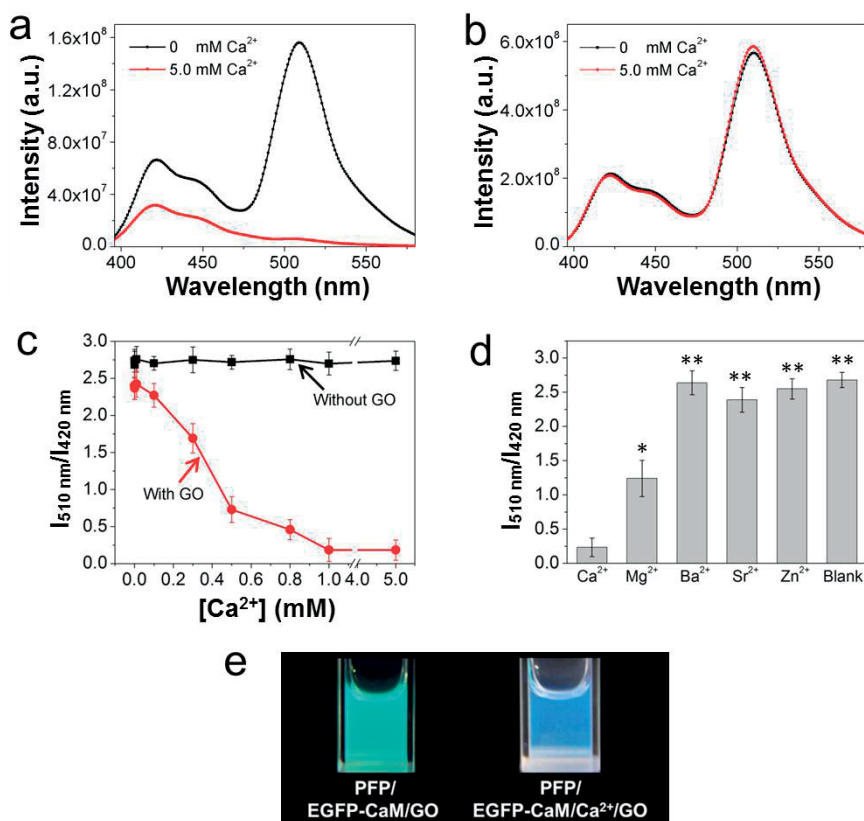 a
1.6x10⁸
1.2x10⁸
8.0x10⁷
4.0x10⁷
0.0
Intensity (a.u.)
0 mM Ca²⁺
5.0 mM Ca²⁺
400 450 500 550
Wavelength (nm)
b
6.0x10⁸
4.0x10⁸
2.0x10⁸
0.0
Intensity (a.u.)
0 mM Ca²⁺
5.0 mM Ca²⁺
400 450 500 550
Wavelength (nm)
c
3.0
2.5
2.0
1.5
1.0
0.5
0.0
I510 nm/I420 nm
Without GO
With GO
0.0 0.2 0.4 0.6 0.8 1.0 4.0 5.0
[Ca²⁺] (mM)
d
3.0
2.5
2.0
1.5
1.0
0.5
0.0
I510 nm/I420 nm
* ** ** ** **
Ca²⁺ Mg²⁺ Ba²⁺ Sr²⁺ Zn²⁺ Blank
e
PFP/
EGFP-CaM/GO
PFP/
EGFP-CaM/Ca²⁺/GO